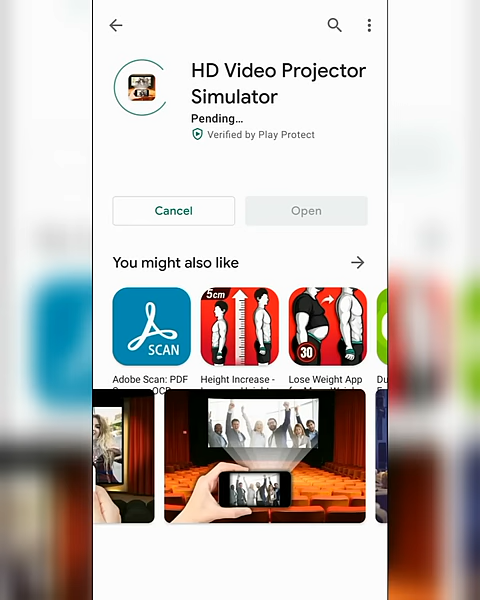 HD Video Projector
Simulator
Pending...
Verified by Play Protect
Cancel
Open
You might also like
SCAN
5cm
30
Adobe Scan: PDF
Height Increase -
Lose Weight App
Du
OCR